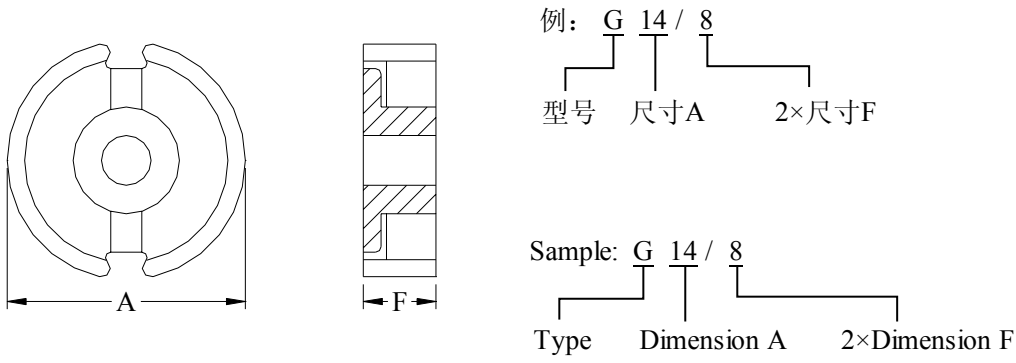 例： G 14 / 8
型号 尺寸A 2×尺寸F
Sample: G 14 / 8
Type Dimension A 2×Dimension F
A
F